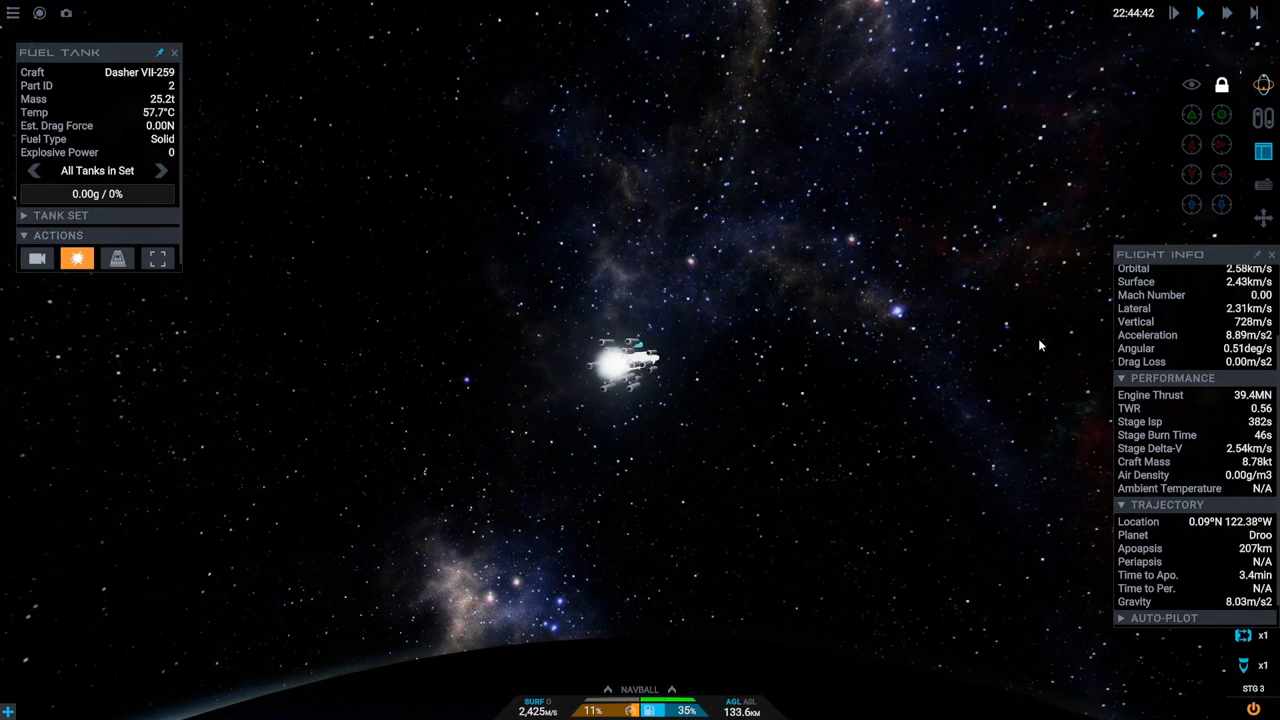 22:44:42
FUEL TANK
Craft Dasher VII-259
Part ID 2
Mass 25.2t
Temp 57.7°C
Est. Drag Force 0.00N
Fuel Type Solid
Explosive Power 0
All Tanks in Set
0.00g / 0%
TANK SET
ACTIONS
FLIGHT INFO
Orbital 2.58km/s
Surface 2.43km/s
Mach Number 0.00
Lateral 2.31km/s
Vertical 728m/s
Acceleration 8.89m/s2
Angular 0.51deg/s
Drag Loss 0.00m/s2
PERFORMANCE
Engine Thrust 39.4MN
TWR 0.56
Stage Isp 382s
Stage Burn Time 46s
Stage Delta-V 2.54km/s
Craft Mass 8.78kt
Air Density 0.00g/m3
Ambient Temperature N/A
TRAJECTORY
Location 0.09°N 122.38°W
Planet Droo
Apoapsis 207km
Periapsis N/A
Time to Apo. 3.4min
Time to Per. N/A
Gravity 8.03m/s2
AUTO-PILOT
x1
x1
STG 3
NAVBALL
SURF O
2,425M/S
11%
35%
AGL ASL
133.6KM